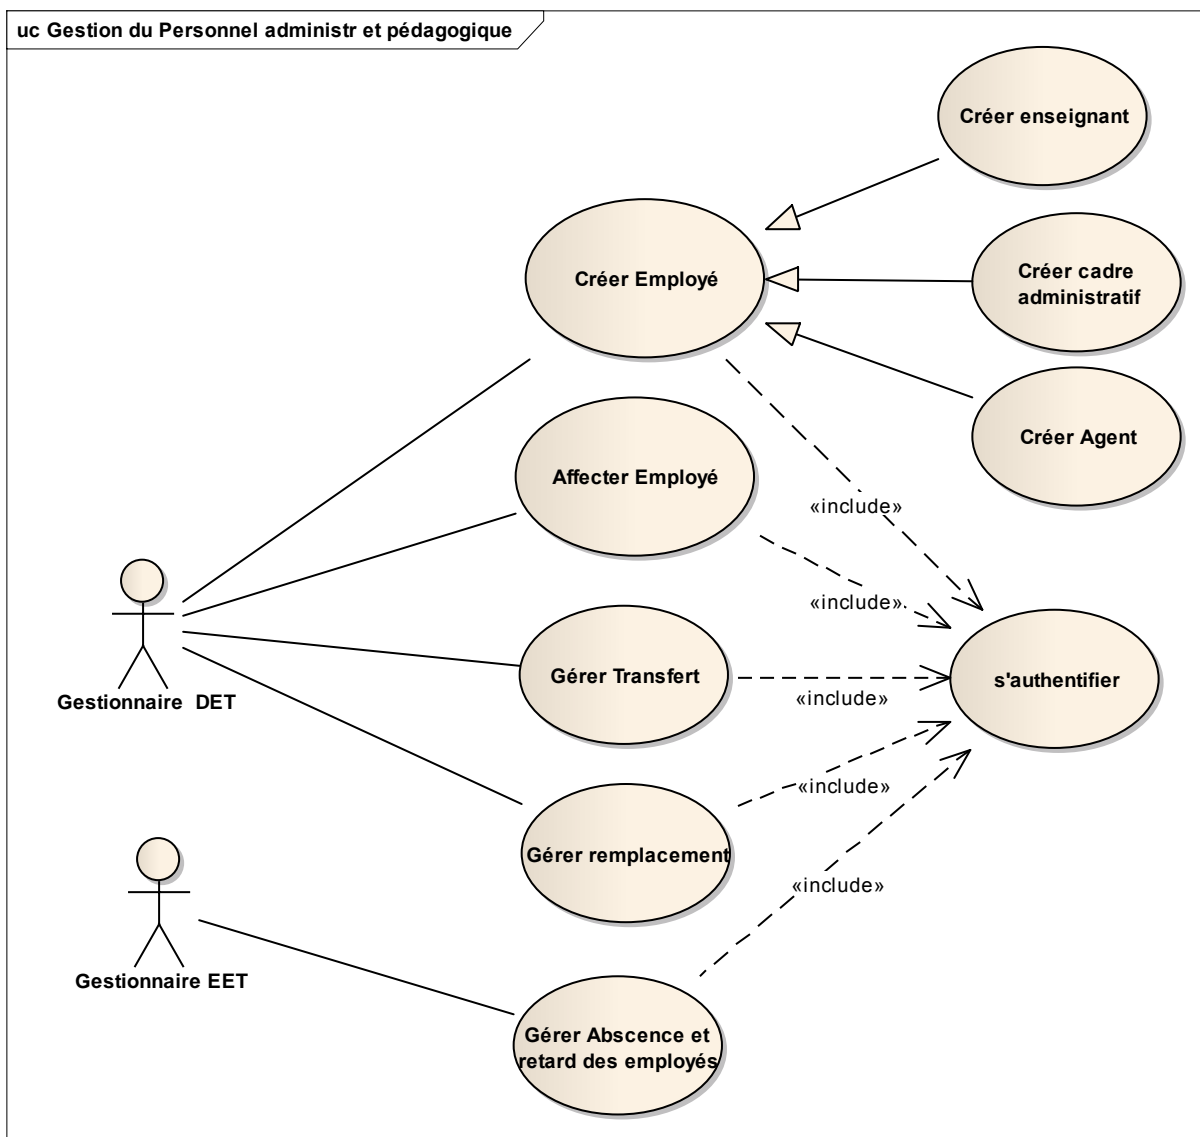 uc Gestion du Personnel administr et pédagogique
Créer enseignant
Créer Employé
Créer cadre
administratif
Créer Agent
Affecter Employé
«include»
«include»
Gestionnaire  DET
Gérer Transfert
«include»
s'authentifier
«include»
Gérer remplacement
«include»
Gestionnaire EET
Gérer Abscence et
retard des employés